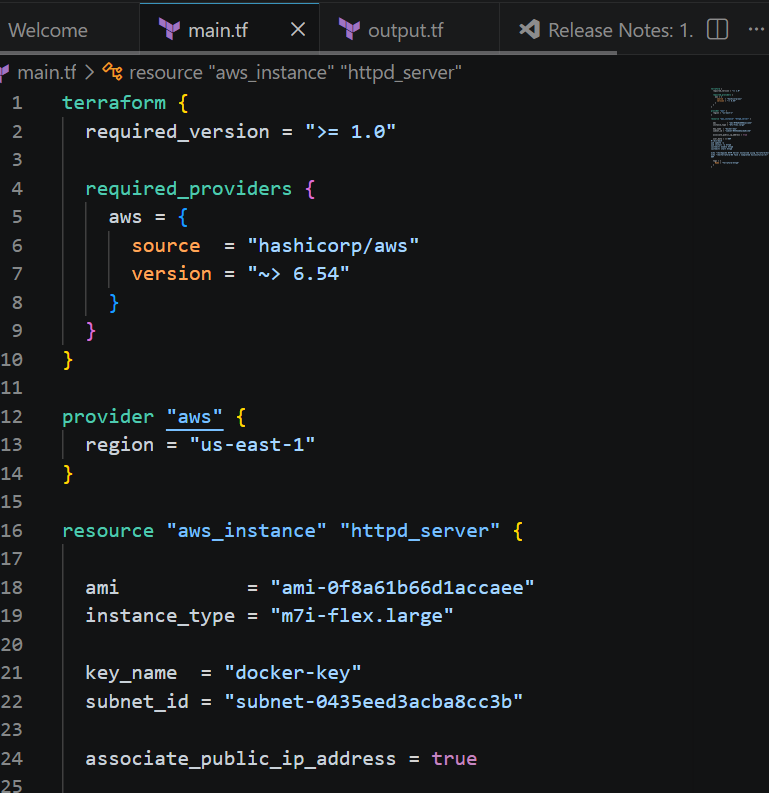 Welcome main.tf output.tf Release Notes: 1. ...
main.tf > resource "aws_instance" "httpd_server"
1 terraform {
2 required_version = ">= 1.0"
3
4 required_providers {
5 aws = {
6 source = "hashicorp/aws"
7 version = "~> 6.54"
8 }
9 }
10 }
11
12 provider "aws" {
13 region = "us-east-1"
14 }
15
16 resource "aws_instance" "httpd_server" {
17
18 ami = "ami-0f8a61b66d1accaee"
19 instance_type = "m7i-flex.large"
20
21 key_name = "docker-key"
22 subnet_id = "subnet-0435eed3acba8cc3b"
23
24 associate_public_ip_address = true
25